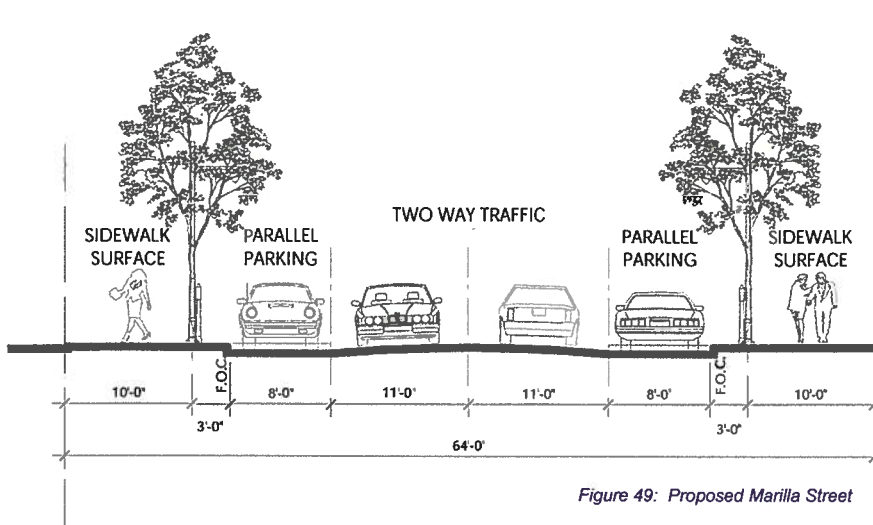 TWO WAY TRAFFIC
SIDEWALK
SURFACE
PARALLEL
PARKING
PARALLEL
PARKING
SIDEWALK
SURFACE
F.O.C.
F.O.C.
10'-0"
8'-0"
11'-0"
11'-0"
8'-0"
10'-0"
3'-0"
3'-0"
64'-0"
Figure 49: Proposed Marilla Street